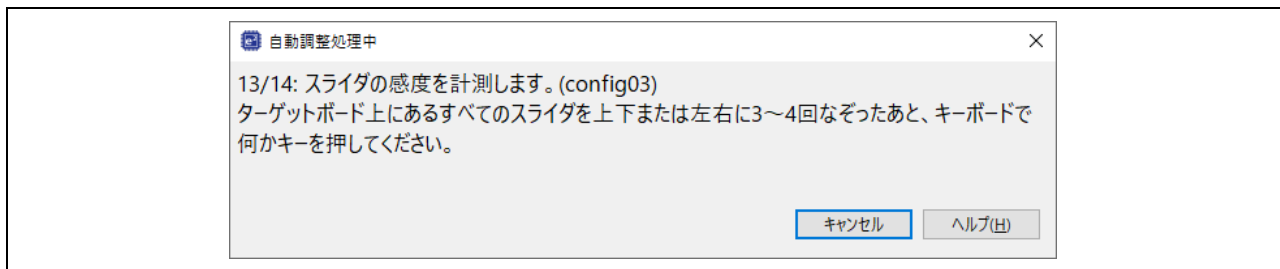 自動調整処理中
13/14: スライダの感度を計測します。(config03)
ターゲットボード上にあるすべてのスライダを上下または左右に3～4回なぞったあと、キーボードで
何かキーを押してください。
キャンセル ヘルプ(H)